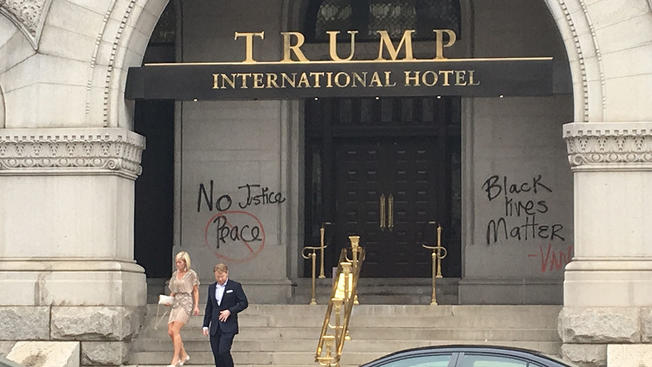 TRUMP
INTERNATIONAL HOTEL
No Justice
Peace
Black
lives
Matter